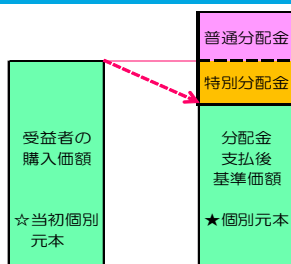 普通分配金
特別分配金
受益者の
購入価額
☆当初個別
元本
分配金
支払後
基準価額
★個別元本